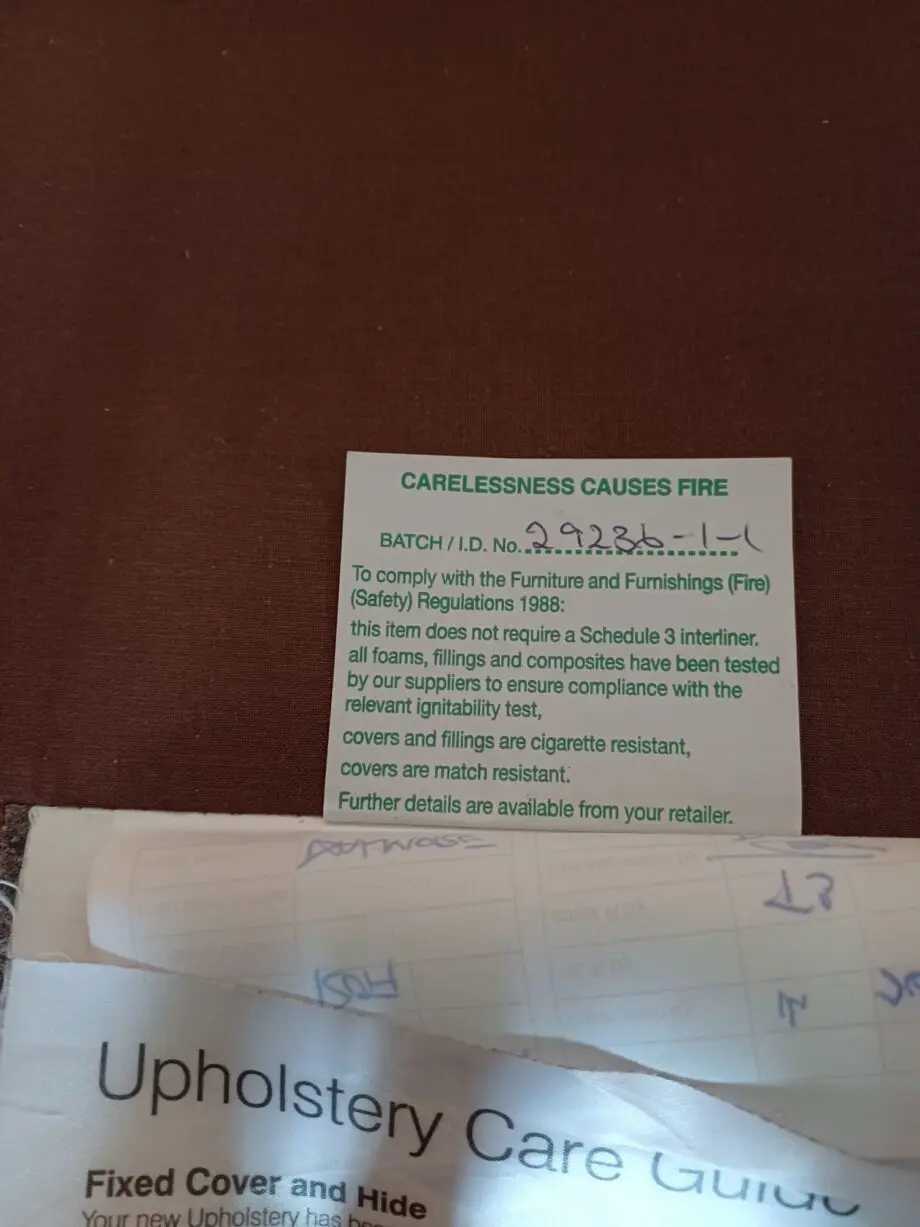 CARELESSNESS CAUSES FIRE
BATCH / I.D. No. 29236-1-1
To comply with the Furniture and Furnishings (Fire)
(Safety) Regulations 1988:
this item does not require a Schedule 3 interliner.
all foams, fillings and composites have been tested
by our suppliers to ensure compliance with the
relevant ignitability test,
covers and fillings are cigarette resistant,
covers are match resistant.
Further details are available from your retailer.
Upholstery Care Guide
Fixed Cover and Hide
Your new Upholstery has